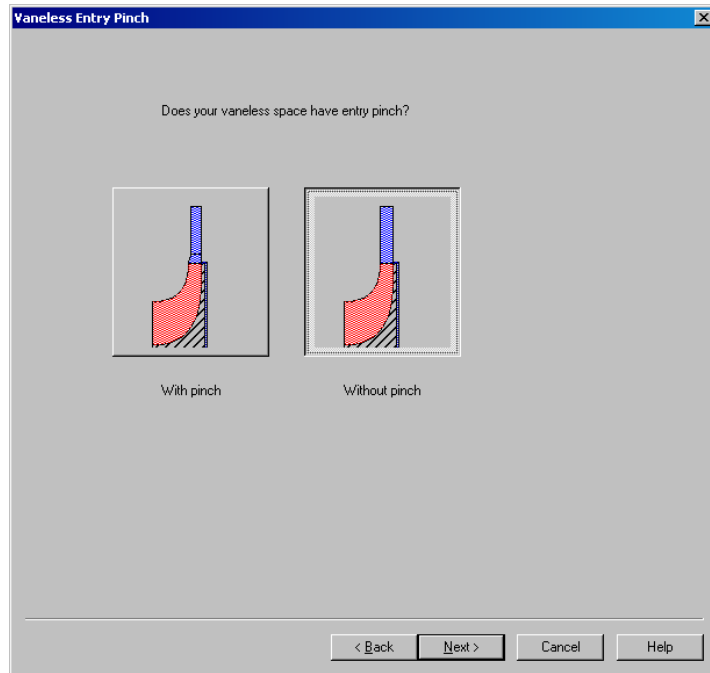 Vaneless Entry Pinch
Does your vaneless space have entry pinch?
With pinch
Without pinch
< Back
Next >
Cancel
Help